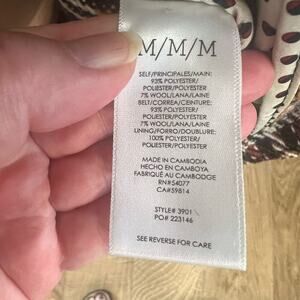 M/M/M
SELF/PRINCIPALES/MAIN:
93% POLYESTER/
POLIESTER/POLYESTER
7% WOOL/LANA/LAINE
BELT/CORREA/CEINTURE:
93% POLYESTER/
POLIESTER/POLYESTER
7% WOOL/LANA/LAINE
LINING/FORRO/DOUBLURE:
100% POLYESTER/
POLIESTER/POLYESTER
MADE IN CAMBODIA
HECHO EN CAMBOYA
FABRIQUÉ AU CAMBODGE
RN#54077
CA#59814
STYLE# 3901
PO# 223146
SEE REVERSE FOR CARE